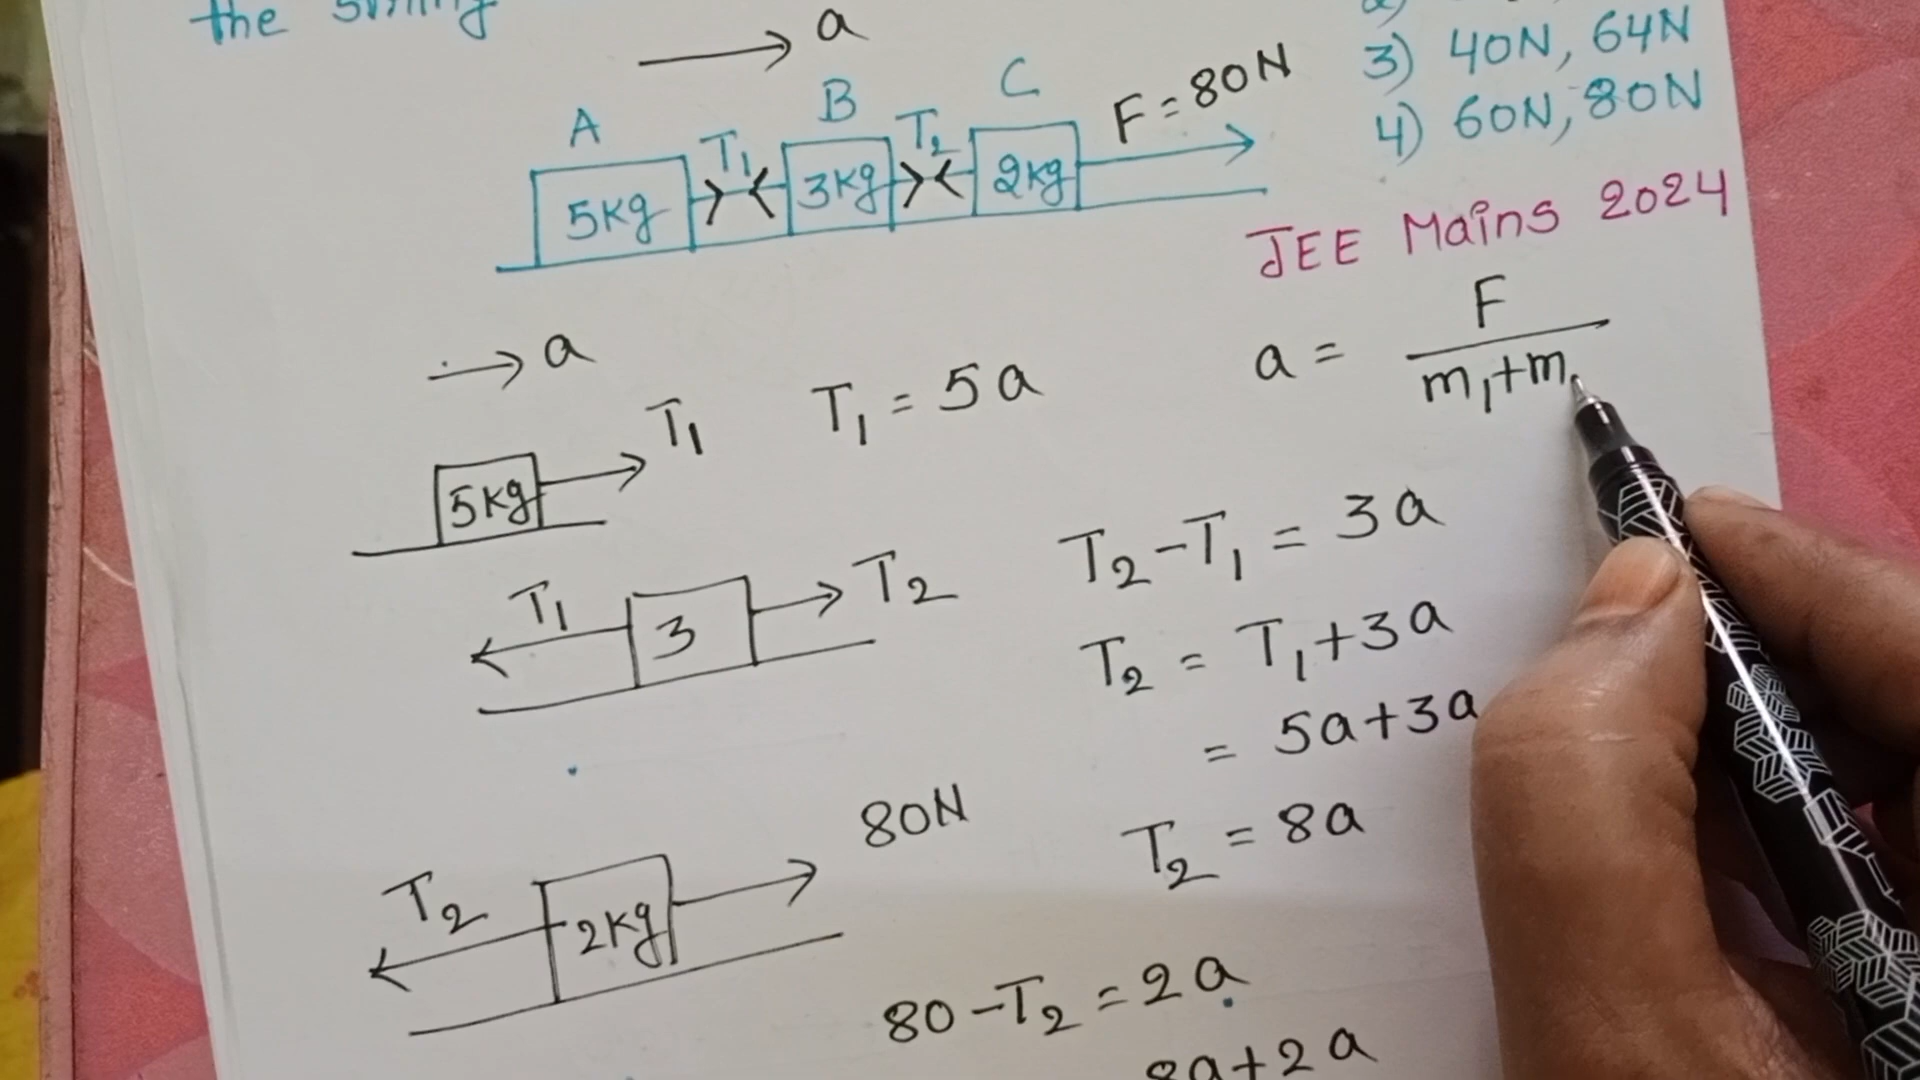 the
a
3) 40N, 64N
4) 60N, 80N
A B C
T₁ T₂ F = 80N
5kg 3kg 2kg
JEE Mains 2024
a = F / m₁+m
a
T₁
T₁ = 5a
5kg
T₁ 3 T₂
T₂ - T₁ = 3a
T₂ = T₁ + 3a
= 5a + 3a
T₂ = 8a
T₂ 2kg 80N
80 - T₂ = 2a
8a + 2a